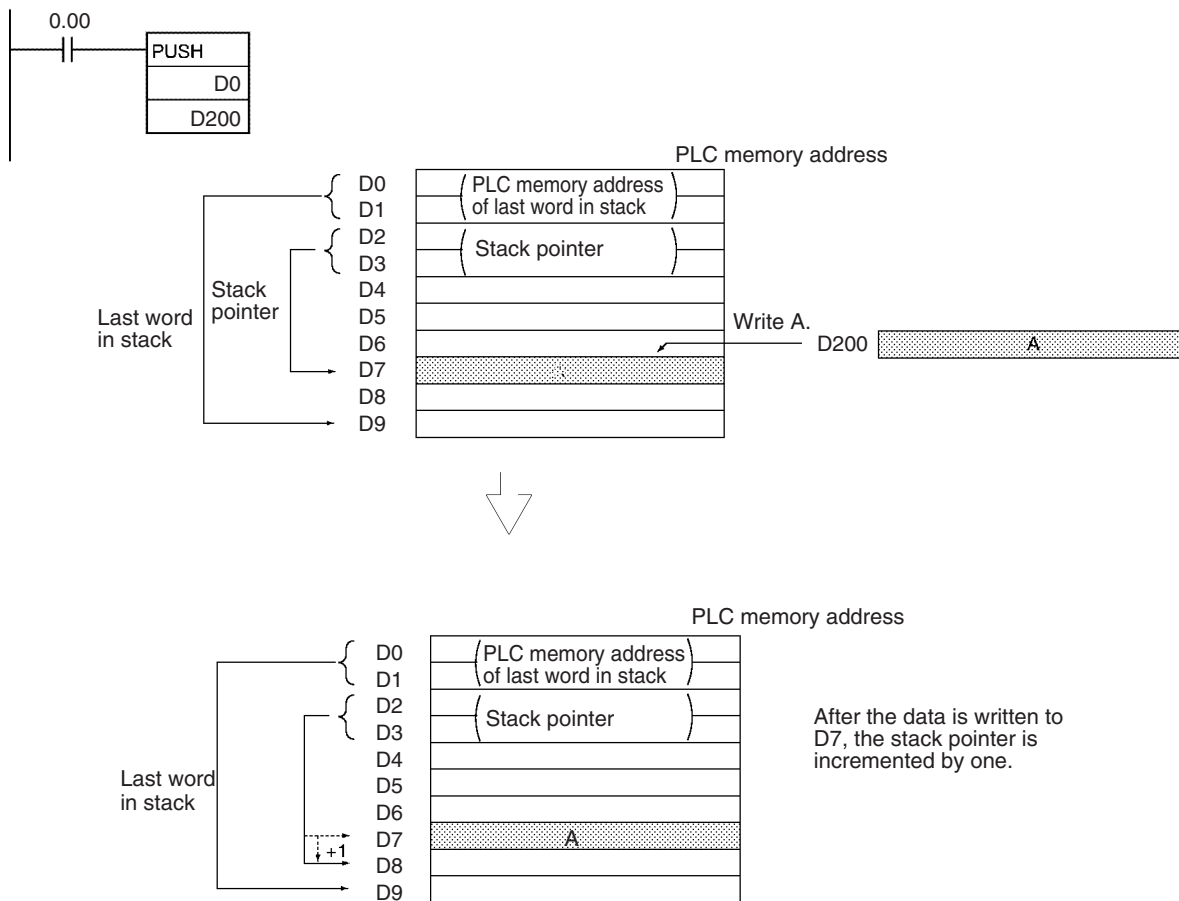 0.00
PUSH
D0
D200
PLC memory address
D0
PLC memory address
D1
of last word in stack
D2
Stack pointer
D3
D4
Stack
pointer
D5
Last word
in stack
Write A.
D6
D200
A
D7
A
D8
D9
PLC memory address
D0
PLC memory address
D1
of last word in stack
D2
Stack pointer
D3
After the data is written to
D7, the stack pointer is
incremented by one.
D4
Last word
in stack
D5
D6
D7
A
+1
D8
D9